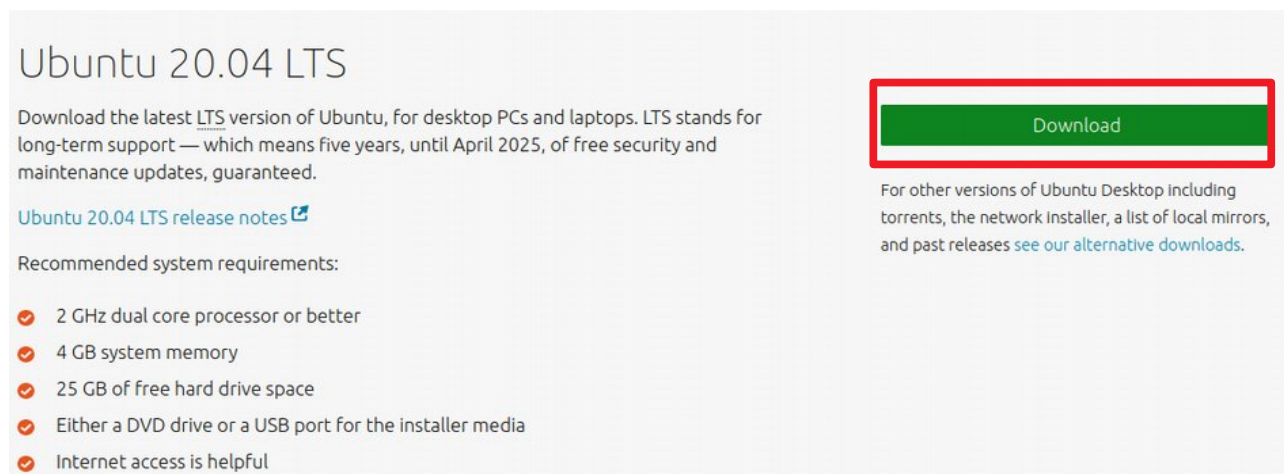 Ubuntu 20.04 LTS
Download the latest LTS version of Ubuntu, for desktop PCs and laptops. LTS stands for
long-term support — which means five years, until April 2025, of free security and
maintenance updates, guaranteed.
Ubuntu 20.04 LTS release notes
Recommended system requirements:
2 GHz dual core processor or better
4 GB system memory
25 GB of free hard drive space
Either a DVD drive or a USB port for the installer media
Internet access is helpful
Download
For other versions of Ubuntu Desktop including
torrents, the network installer, a list of local mirrors,
and past releases see our alternative downloads.